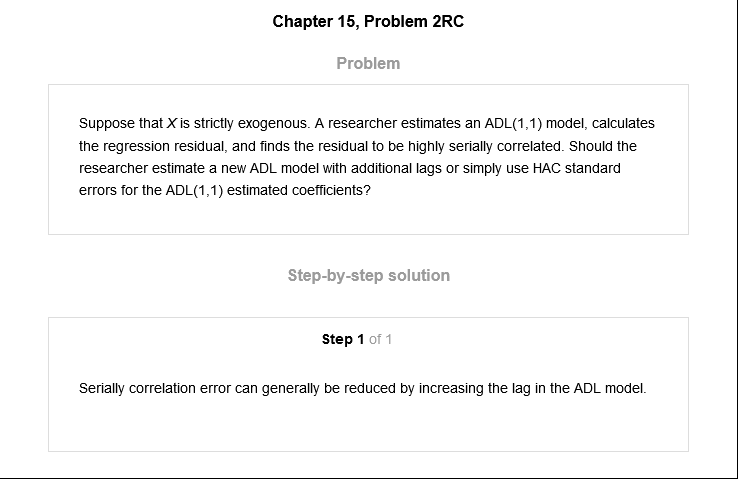 Chapter 15, Problem 2RC
Problem
Suppose that X is strictly exogenous. A researcher estimates an ADL(1,1) model, calculates
the regression residual, and finds the residual to be highly serially correlated. Should the
researcher estimate a new ADL model with additional lags or simply use HAC standard
errors for the ADL(1,1) estimated coefficients?
Step-by-step solution
Step 1 of 1
Serially correlation error can generally be reduced by increasing the lag in the ADL model.